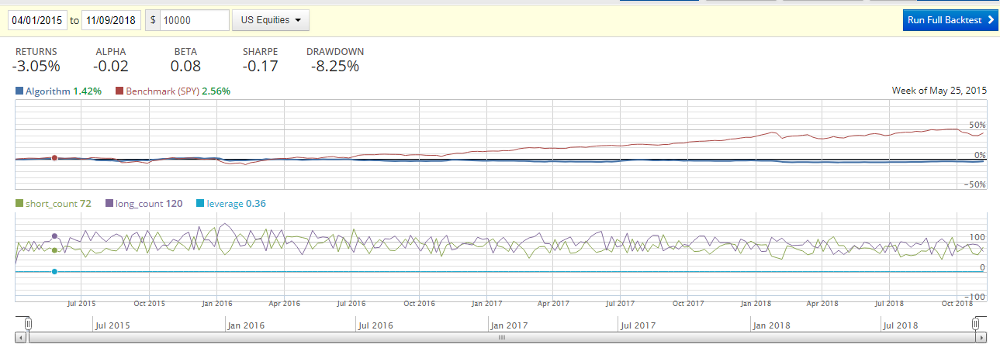 04/01/2015 to 11/09/2018 $ 10000 US Equities Run Full Backtest
RETURNS ALPHA BETA SHARPE DRAWDOWN
-3.05% -0.02 0.08 -0.17 -8.25%
Algorithm 1.42% Benchmark (SPY) 2.56% Week of May 25, 2015
50%
0%
-50%
short_count 72 long_count 120 leverage 0.36
100
0
-100
Jul 2015 Oct 2015 Jan 2016 Apr 2016 Jul 2016 Oct 2016 Jan 2017 Apr 2017 Jul 2017 Oct 2017 Jan 2018 Apr 2018 Jul 2018 Oct 2018
Jul 2015 Jan 2016 Jul 2016 Jan 2017 Jul 2017 Jan 2018 Jul 2018